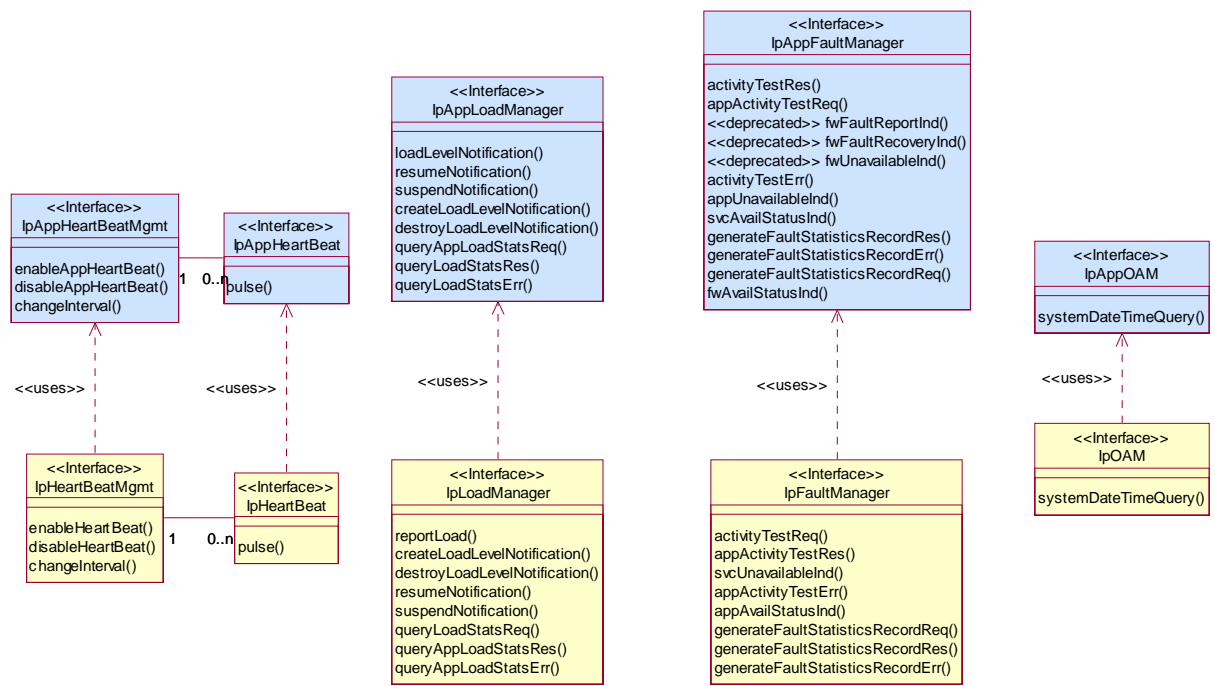 <<Interface>>
IpAppHeartBeatMgmt
enableAppHeartBeat()
disableAppHeartBeat()
changeInterval()
1
0..n
<<Interface>>
IpAppHeartBeat
pulse()
<<Interface>>
IpAppLoadManager
loadLevelNotification()
resumeNotification()
suspendNotification()
createLoadLevelNotification()
destroyLoadLevelNotification()
queryAppLoadStatsReq()
queryLoadStatsRes()
queryLoadStatsErr()
<<Interface>>
IpAppFaultManager
activityTestRes()
appActivityTestReq()
<<deprecated>> fwFaultReportInd()
<<deprecated>> fwFaultRecoveryInd()
<<deprecated>> fwUnavailableInd()
activityTestErr()
appUnavailableInd()
svcAvailStatusInd()
generateFaultStatisticsRecordRes()
generateFaultStatisticsRecordErr()
generateFaultStatisticsRecordReq()
fwAvailStatusInd()
<<Interface>>
IpAppOAM
systemDateTimeQuery()
<<uses>>
<<uses>>
<<uses>>
<<uses>>
<<uses>>
<<Interface>>
IpHeartBeatMgmt
enableHeartBeat()
disableHeartBeat()
changeInterval()
1
0..n
<<Interface>>
IpHeartBeat
pulse()
<<Interface>>
IpLoadManager
reportLoad()
createLoadLevelNotification()
destroyLoadLevelNotification()
resumeNotification()
suspendNotification()
queryLoadStatsReq()
queryAppLoadStatsRes()
queryAppLoadStatsErr()
<<Interface>>
IpFaultManager
activityTestReq()
appActivityTestRes()
svcUnavailableInd()
appActivityTestErr()
appAvailStatusInd()
generateFaultStatisticsRecordReq()
generateFaultStatisticsRecordRes()
generateFaultStatisticsRecordErr()
<<Interface>>
IpOAM
systemDateTimeQuery()